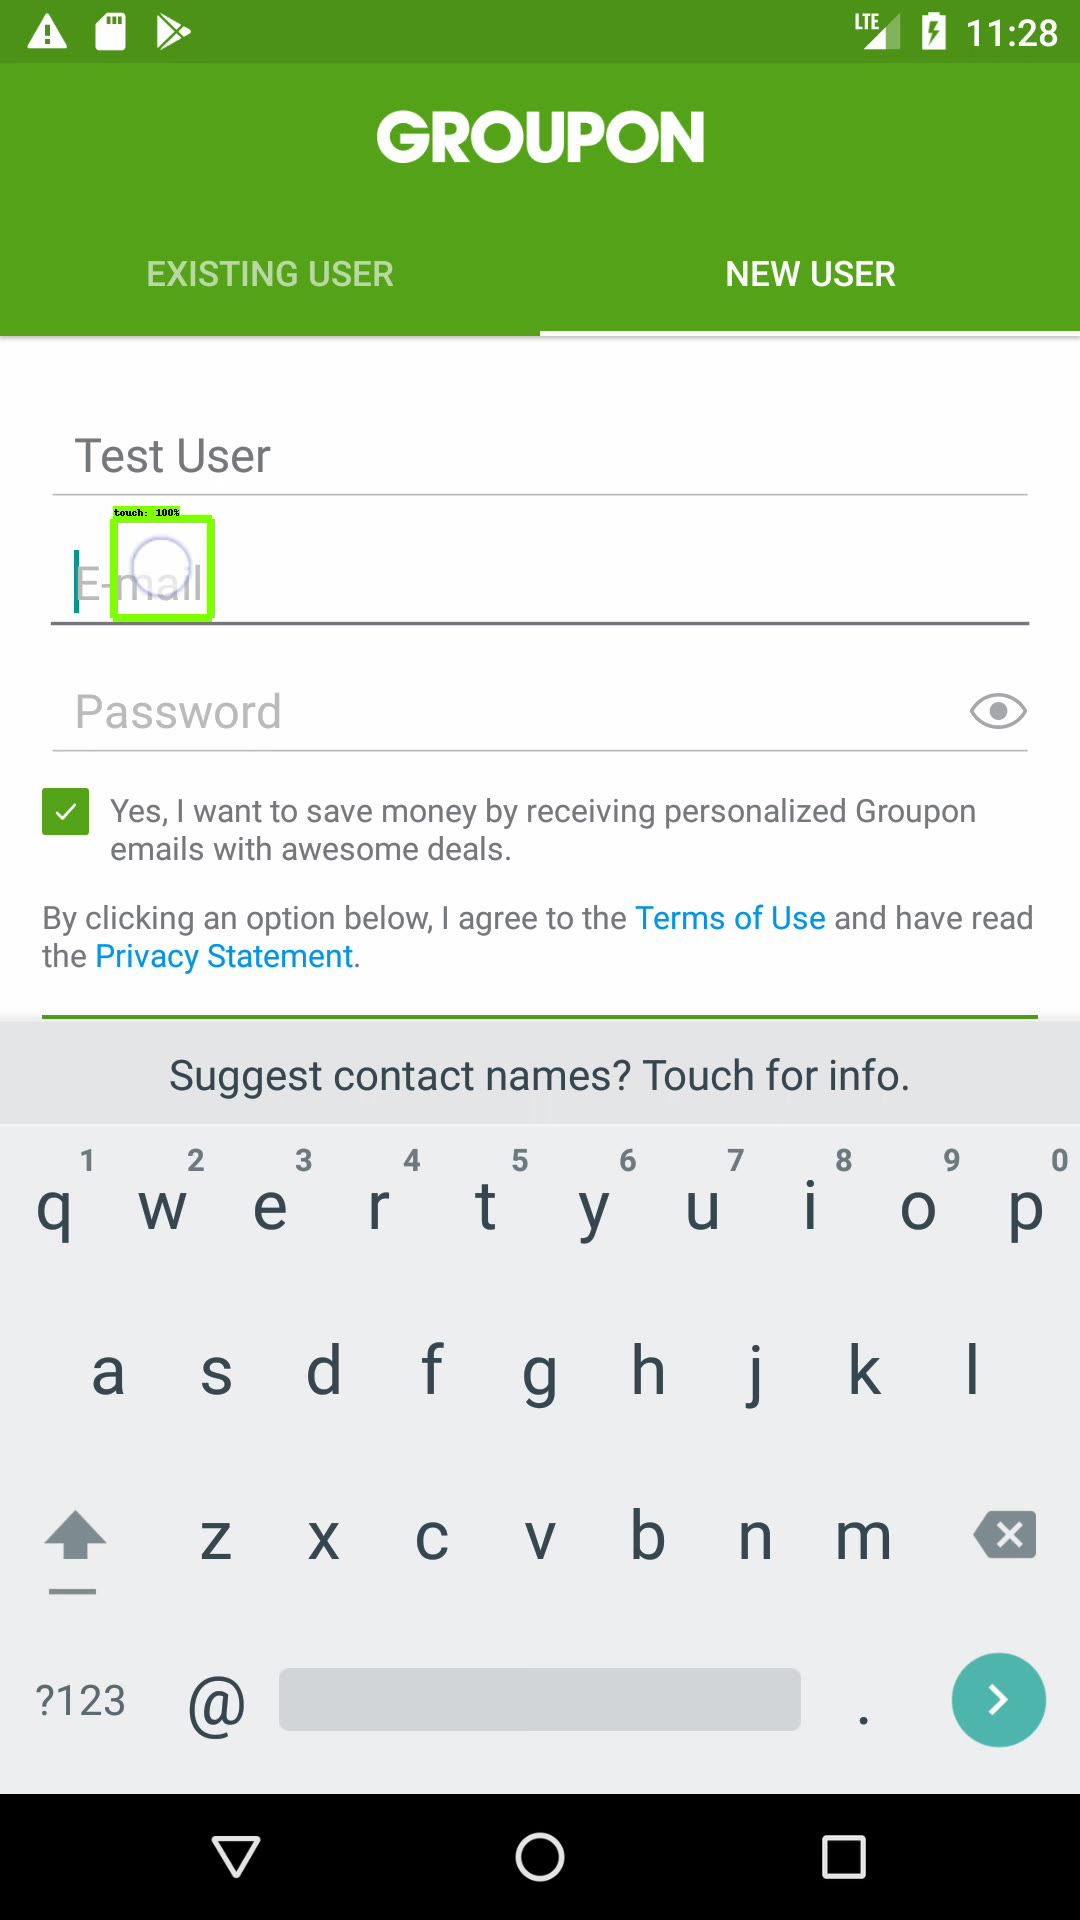 LTE 11:28
GROUPON
EXISTING USER NEW USER
Test User
touch: 100%
E-mail
Password
Yes, I want to save money by receiving personalized Groupon
emails with awesome deals.
By clicking an option below, I agree to the Terms of Use and have read
the Privacy Statement.
Suggest contact names? Touch for info.
1 2 3 4 5 6 7 8 9 0
q w e r t y u i o p
a s d f g h j k l
z x c v b n m
?123 @ .